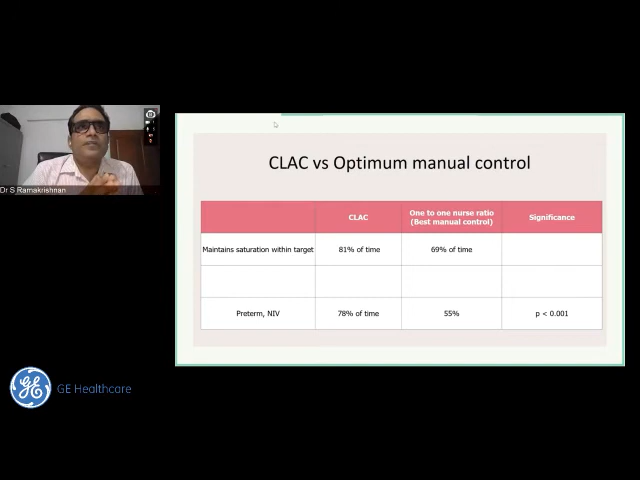 Dr S Ramakrishnan
CLAC vs Optimum manual control
CLAC
One to one nurse ratio
(Best manual control)
Significance
Maintains saturation within target
81% of time
69% of time
Preterm, NIV
78% of time
55%
p < 0.001
GE Healthcare